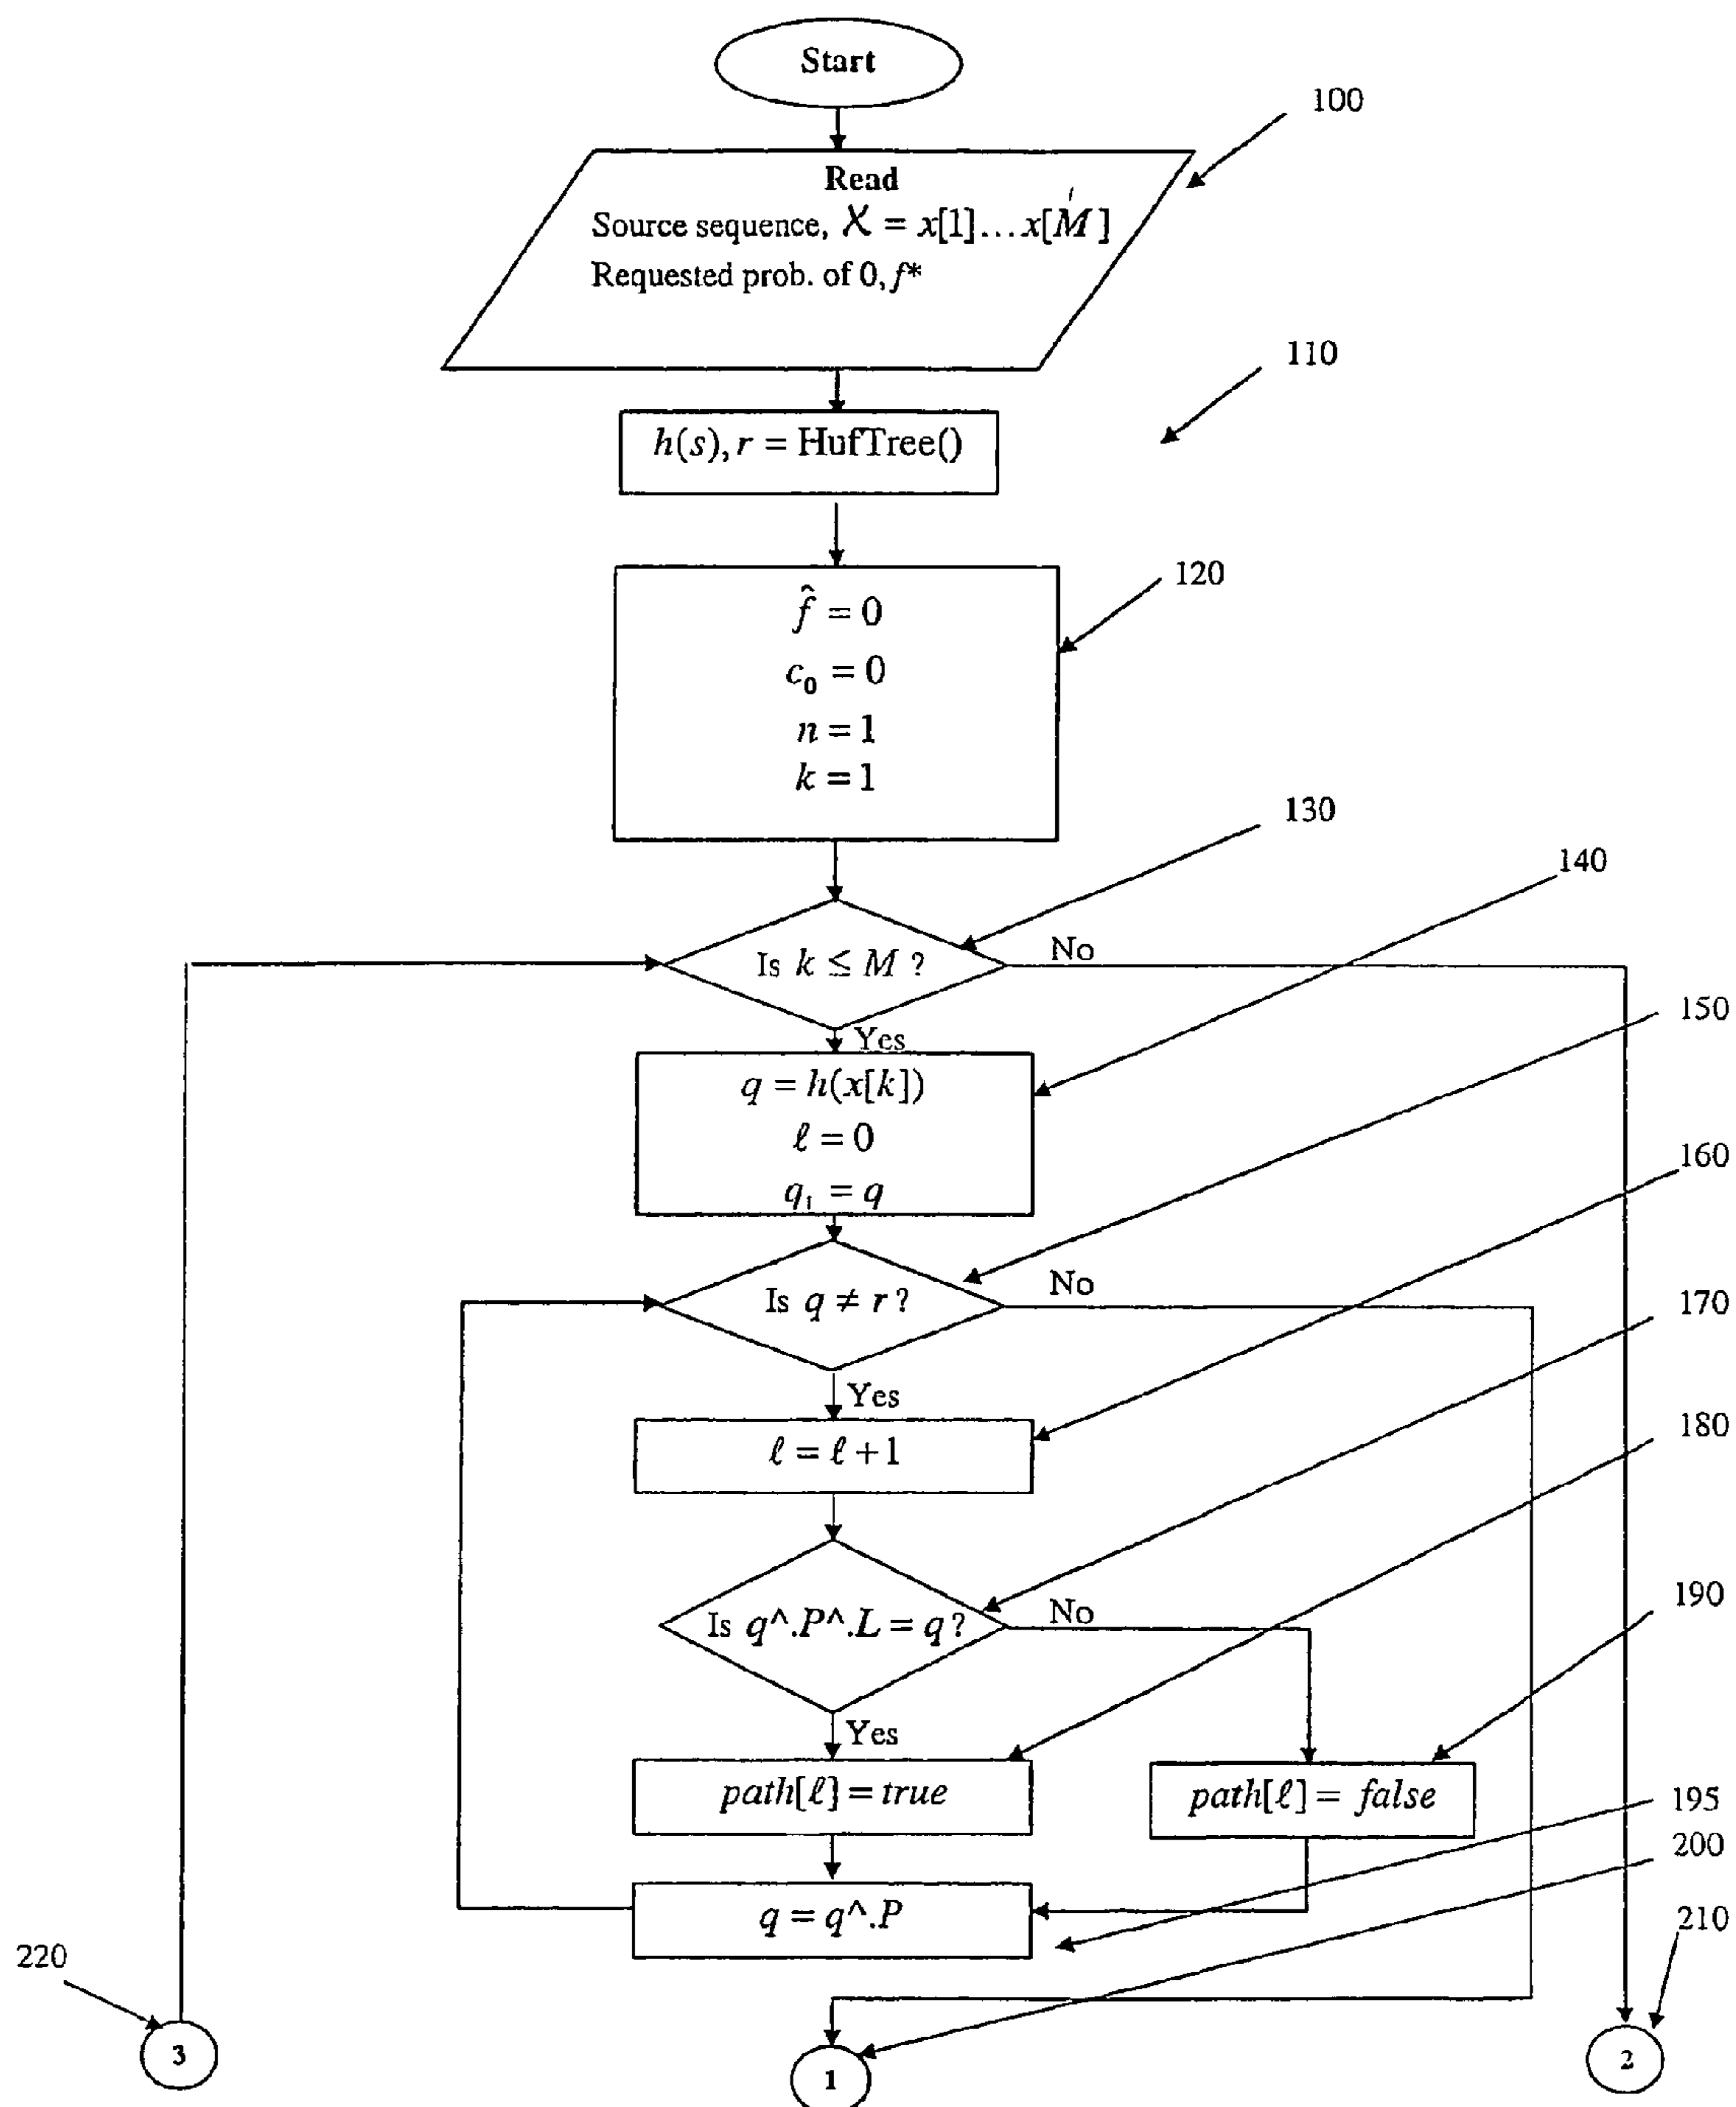 Start
100
Read
Source sequence, X = x[1]...x[M]
Requested prob. of 0, f*
110
h(s), r = HufTree()
120
f̂ = 0
c₀ = 0
n = 1
k = 1
130
140
Is k ≤ M ?
No
Yes
150
q = h(x[k])
ℓ = 0
q₁ = q
160
Is q ≠ r ?
No
170
Yes
180
ℓ = ℓ + 1
190
Is q^.P^.L = q ?
No
Yes
path[ℓ] = true
path[ℓ] = false
195
200
q = q^.P
210
220
3
1
2